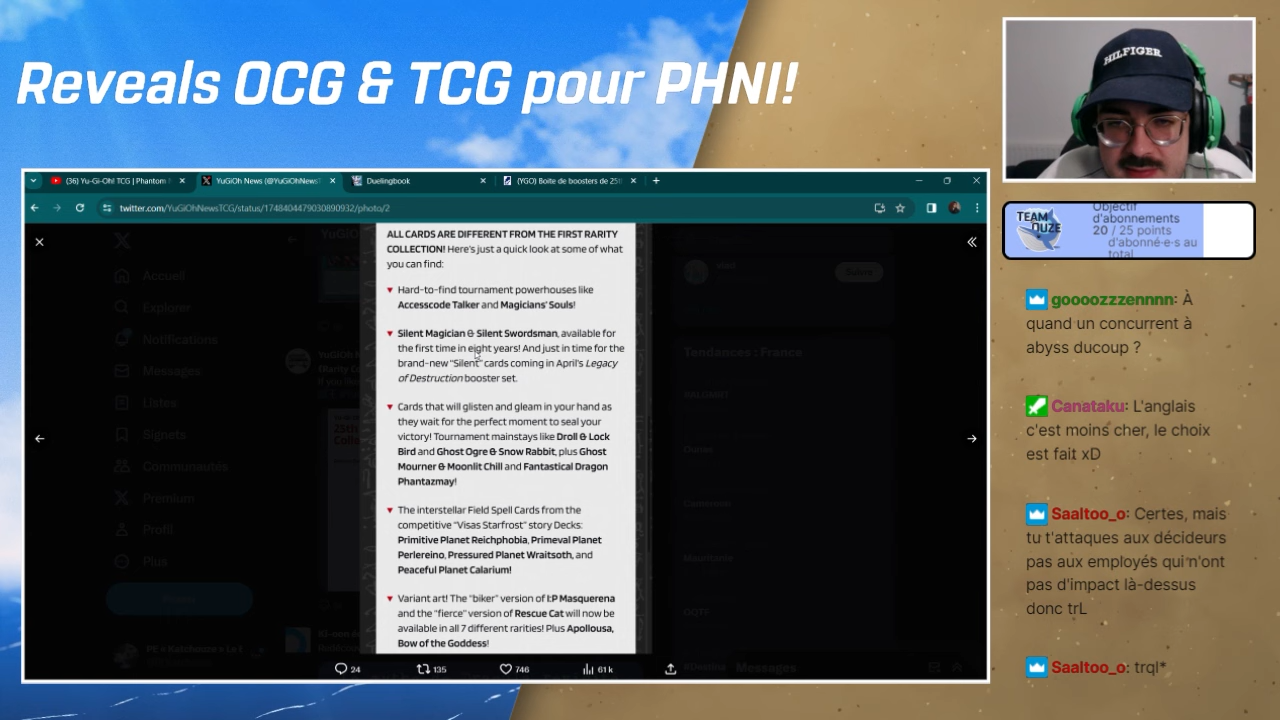 Reveals OCG & TCG pour PHNI!
HILFIGER
(36) Yu-Gi-Oh! TCG | Phantom
YuGiOh News (@YuGiOhNewsT
Duelingbook
(YGO) Boite de boosters de 25t
twitter.com/YuGiOhNewsTCG/status/1748404479030890932/photo/2
ALL CARDS ARE DIFFERENT FROM THE FIRST RARITY
COLLECTION! Here's just a quick look at some of what
you can find:
Hard-to-find tournament powerhouses like
Accesscode Talker and Magicians' Souls!
Silent Magician & Silent Swordsman, available for
the first time in eight years! And just in time for the
brand-new "Silent" cards coming in April's Legacy
of Destruction booster set.
Cards that will glisten and gleam in your hand as
they wait for the perfect moment to seal your
victory! Tournament mainstays like Droll & Lock
Bird and Ghost Ogre & Snow Rabbit, plus Ghost
Mourner & Moonlit Chill and Fantastical Dragon
Phantazmay!
The interstellar Field Spell Cards from the
competitive "Visas Starfrost" story Decks:
Primitive Planet Reichphobia, Primeval Planet
Perlereino, Pressured Planet Wraitsoth, and
Peaceful Planet Calarium!
Variant art! The "biker" version of I:P Masquerena
and the "fierce" version of Rescue Cat will now be
available in all 7 different rarities! Plus Apollousa,
Bow of the Goddess!
24
135
746
61 k
Accueil
Explorer
Notifications
Messages
Listes
Signets
Communautés
Premium
Profil
Plus
Tendances : France
Messages
TEAM
OUZE
Objectif
d'abonnements
20 / 25 points
d'abonné·e·s au
total
goooozzzennnn: À
quand un concurrent à
abyss ducoup ?
Canataku: L'anglais
c'est moins cher, le choix
est fait xD
Saaltoo_o: Certes, mais
tu t'attaques aux décideurs
pas aux employés qui n'ont
pas d'impact là-dessus
donc trL
Saaltoo_o: trql*